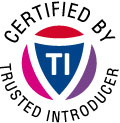 CERTIFIED BY
TI
TRUSTED INTRODUCER